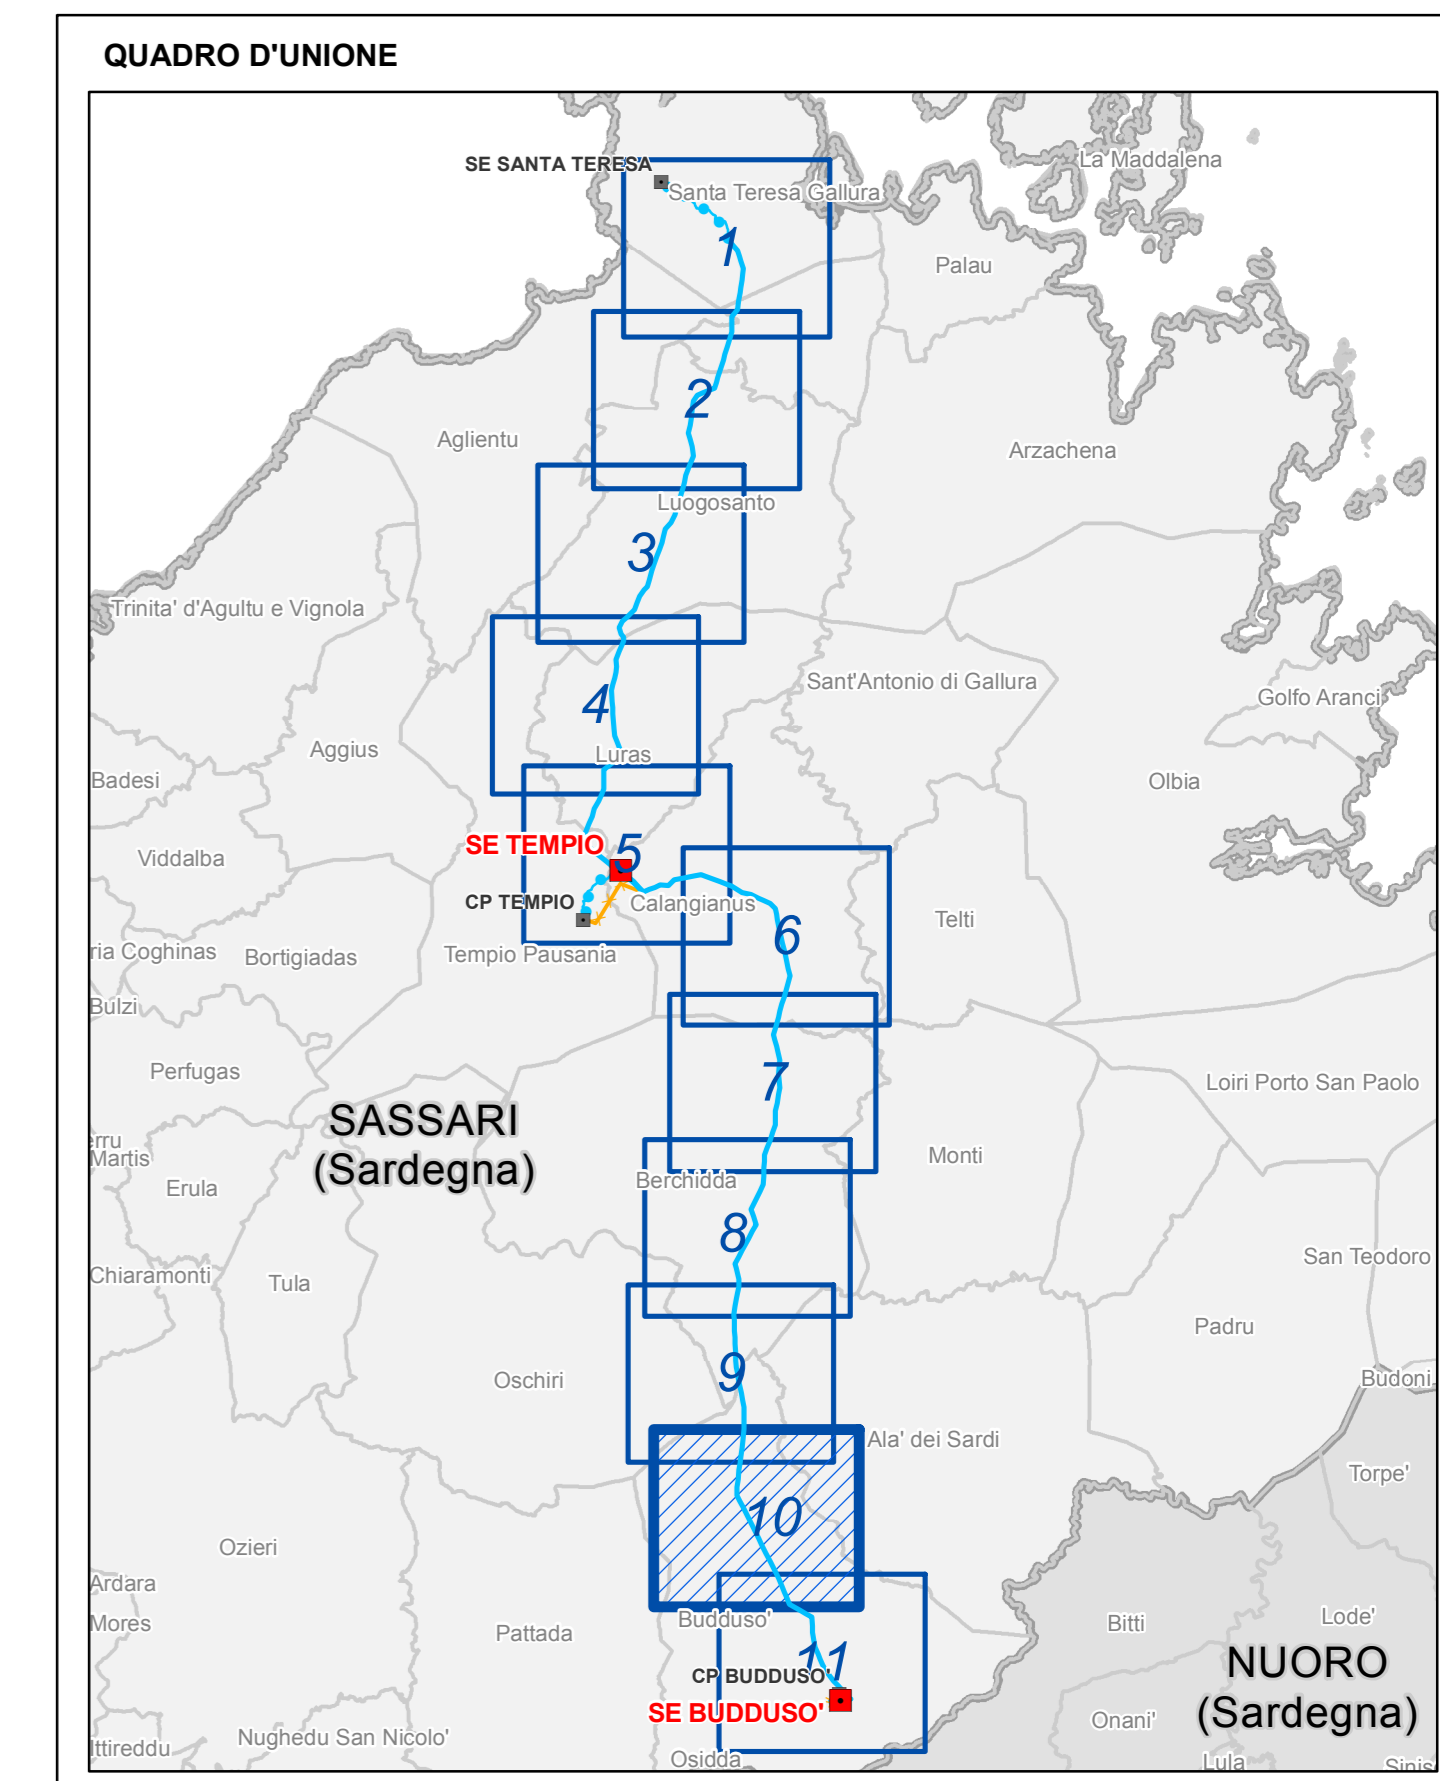 QUADRO D'UNIONE
La Maddalena
SE SANTA TERESA
Santa Teresa Gallura
1
Palau
2
Aglientu
Arzachena
Luogosanto
3
Trinita' d'Agultu e Vignola
Sant'Antonio di Gallura
Golfo Aranci
4
Aggius
Luras
Badesi
Olbia
SE TEMPIO
5
Viddalba
CP TEMPIO
Calangianus
Telti
6
ria Coghinas
Bortigiadas
Tempio Pausania
Bulzi
Perfugas
7
Loiri Porto San Paolo
SASSARI
(Sardegna)
erru
Martis
Monti
Erula
Berchidda
8
San Teodoro
Chiaramonti
Tula
Padru
9
Oschiri
Budoni
Ala' dei Sardi
Torpe'
10
Ozieri
Ardara
Mores
Budduso'
Bitti
Lode'
Pattada
11
NUORO
(Sardegna)
CP BUDDUSO'
SE BUDDUSO'
Onani'
Nughedu San Nicolo'
Ittireddu
Osidda
Lula
Sinis